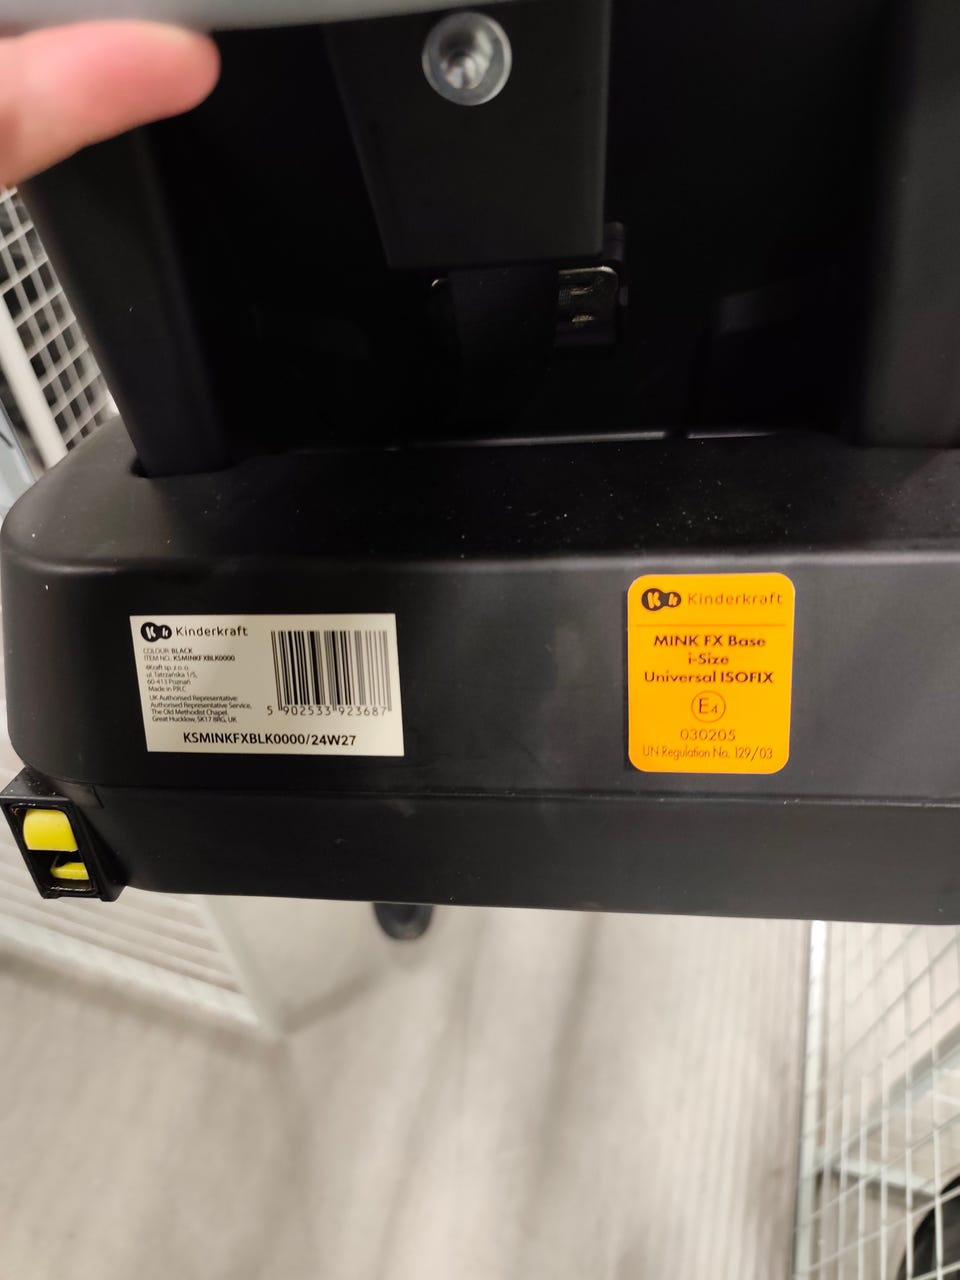 Kinderkraft
COLOUR: BLACK
ITEM NO.: KSMINKFXBLK0000
4Kraft sp. z o. o.
ul. Tatrzańska 1/5,
60-413 Poznań
Made in P.R.C
UK Authorised Representative:
Authorised Representative Service,
The Old Methodist Chapel,
Great Hucklow, SK17 8RG, UK
5 902533 923687
KSMINKFXBLK0000/24W27
Kinderkraft
MINK FX Base
i-Size
Universal ISOFIX
E4
030205
UN Regulation No. 129/03